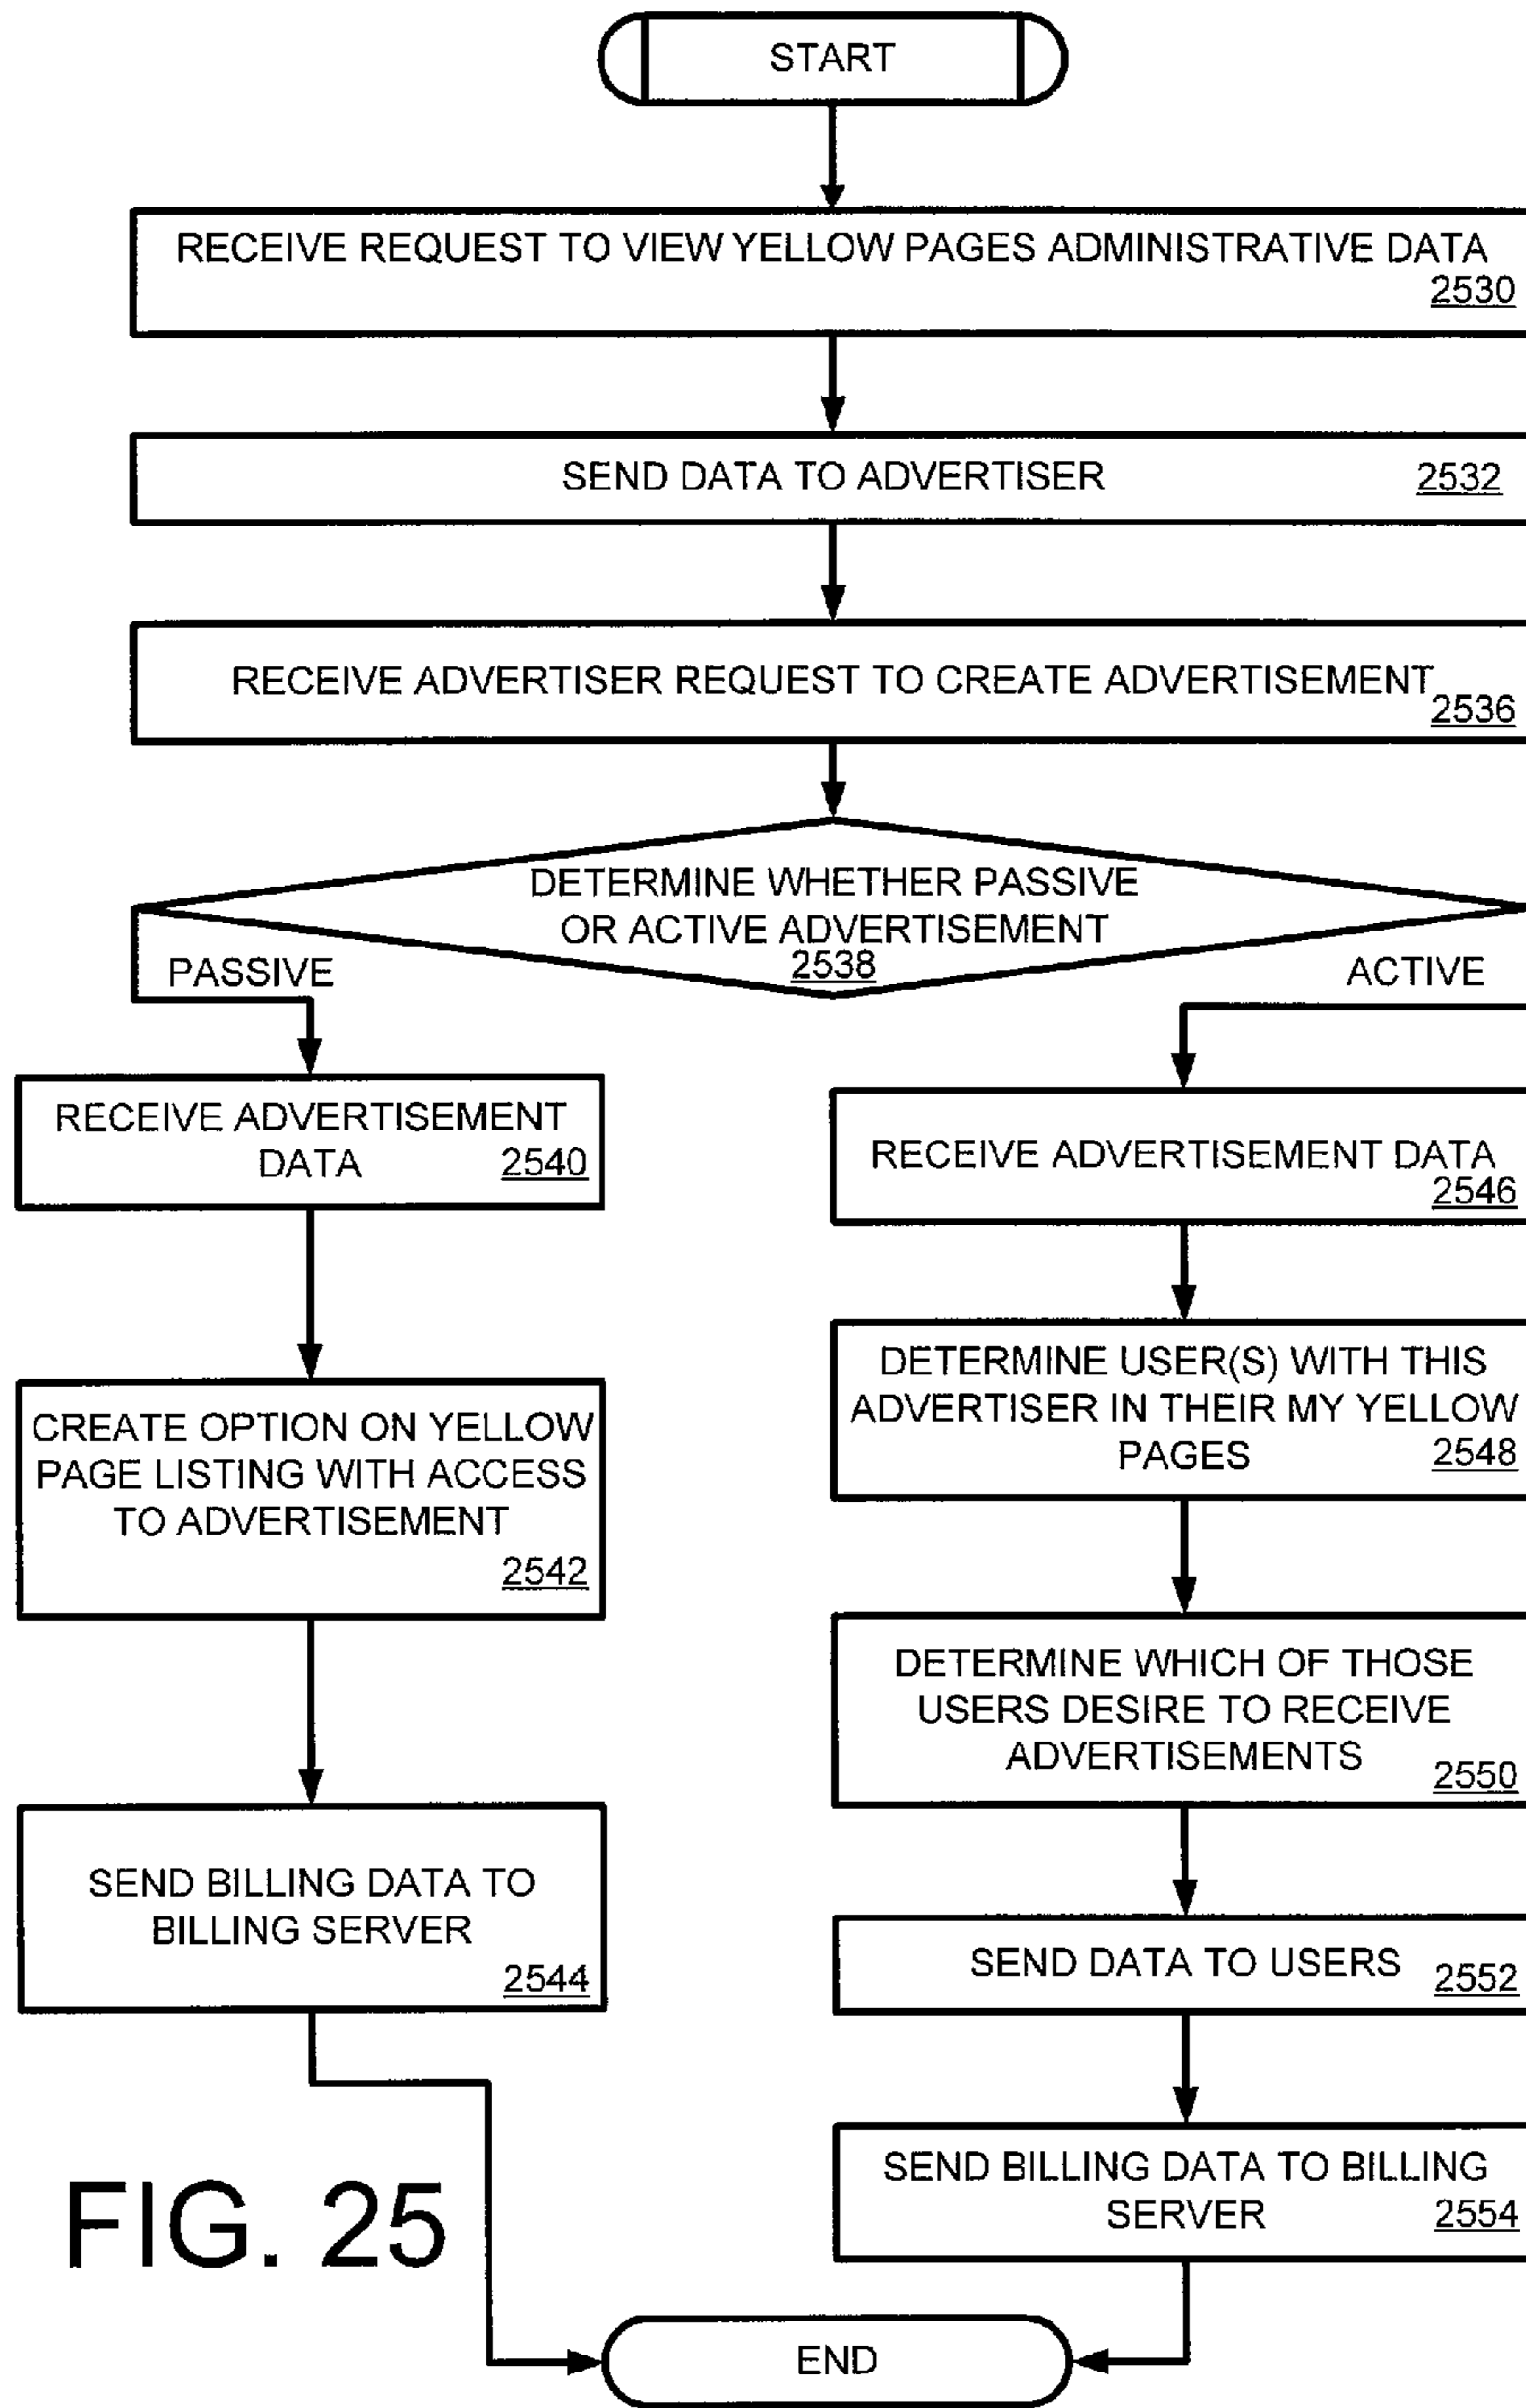 START
RECEIVE REQUEST TO VIEW YELLOW PAGES ADMINISTRATIVE DATA
2530
SEND DATA TO ADVERTISER 2532
RECEIVE ADVERTISER REQUEST TO CREATE ADVERTISEMENT
2536
DETERMINE WHETHER PASSIVE
OR ACTIVE ADVERTISEMENT
2538
PASSIVE
ACTIVE
RECEIVE ADVERTISEMENT
DATA 2540
CREATE OPTION ON YELLOW
PAGE LISTING WITH ACCESS
TO ADVERTISEMENT
2542
SEND BILLING DATA TO
BILLING SERVER
2544
RECEIVE ADVERTISEMENT DATA
2546
DETERMINE USER(S) WITH THIS
ADVERTISER IN THEIR MY YELLOW
PAGES 2548
DETERMINE WHICH OF THOSE
USERS DESIRE TO RECEIVE
ADVERTISEMENTS 2550
SEND DATA TO USERS 2552
SEND BILLING DATA TO BILLING
SERVER 2554
END
FIG. 25